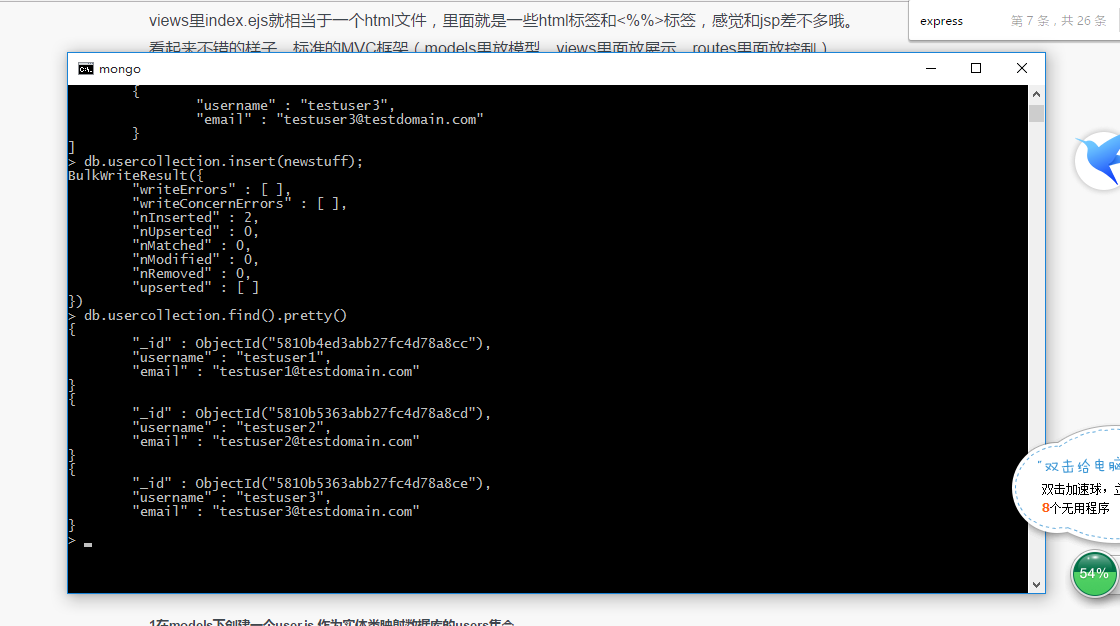 views里index.ejs就相当于一个html文件，里面就是一些html标签和<%%>标签，感觉和jsp差不多哦。
express
第 7 条，共 26 条
看起来不错的样子，标准的MVC框架（models里放模型，views里面放展示，routes里面放控制）
mongo
{
"username" : "testuser3",
"email" : "testuser3@testdomain.com"
}
]
> db.usercollection.insert(newstuff);
BulkWriteResult({
"writeErrors" : [ ],
"writeConcernErrors" : [ ],
"nInserted" : 2,
"nUpserted" : 0,
"nMatched" : 0,
"nModified" : 0,
"nRemoved" : 0,
"upserted" : [ ]
})
> db.usercollection.find().pretty()
{
"_id" : ObjectId("5810b4ed3abb27fc4d78a8cc"),
"username" : "testuser1",
"email" : "testuser1@testdomain.com"
}
{
"_id" : ObjectId("5810b5363abb27fc4d78a8cd"),
"username" : "testuser2",
"email" : "testuser2@testdomain.com"
}
{
"_id" : ObjectId("5810b5363abb27fc4d78a8ce"),
"username" : "testuser3",
"email" : "testuser3@testdomain.com"
}
>
"双击给电脑
双击加速球，立
8个无用程序
54%
1在models下创建一个user.js 作为实体类映射数据库的users集合